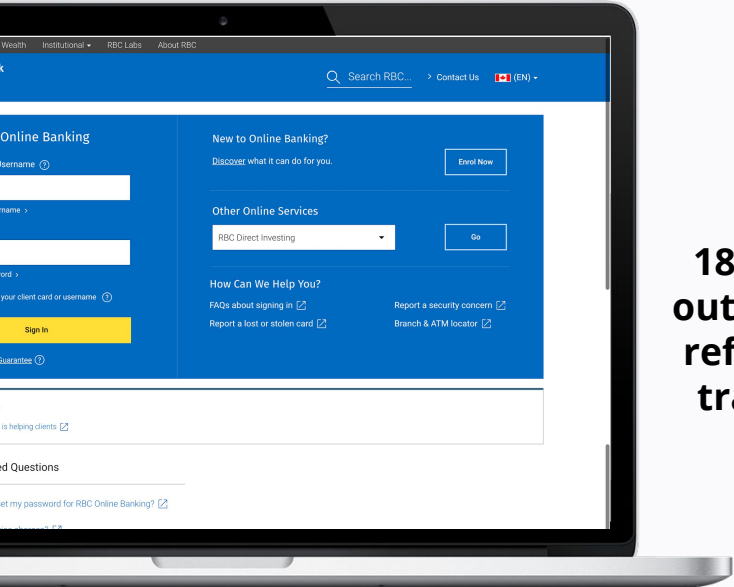 Wealth Institutional RBC Labs About RBC
k
Search RBC... > Contact Us (EN)
Online Banking
Username ?
rname >
ord >
your client card or username ?
Sign In
Guarantee ?
New to Online Banking?
Discover what it can do for you.
Enrol Now
Other Online Services
RBC Direct Investing
Go
How Can We Help You?
FAQs about signing in
Report a security concern
Report a lost or stolen card
Branch & ATM locator
is helping clients
ed Questions
et my password for RBC Online Banking?
18
out
ref
tra